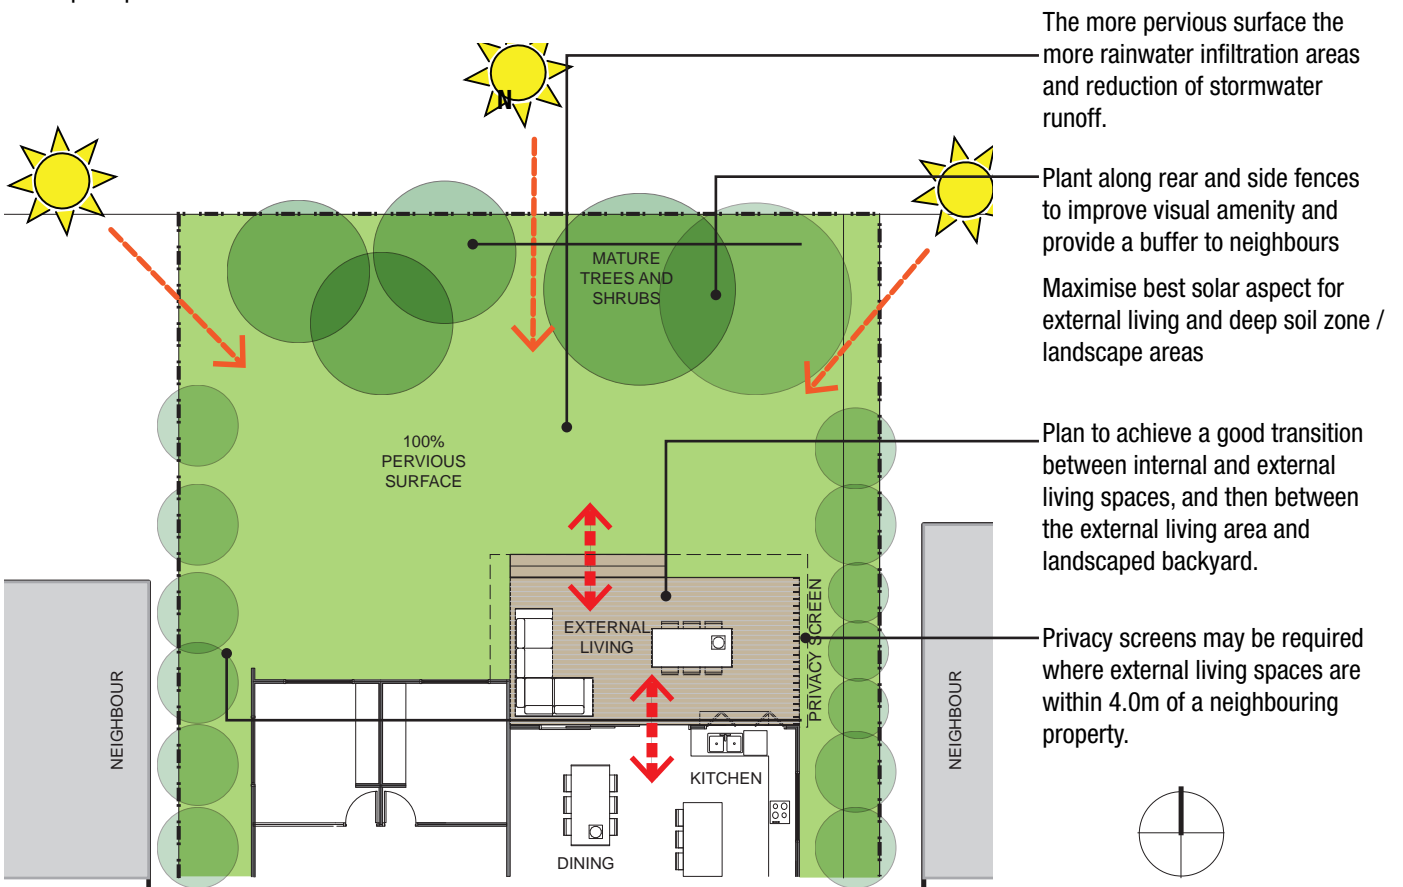 The more pervious surface the
more rainwater infiltration areas
and reduction of stormwater
runoff.
N
Plant along rear and side fences
to improve visual amenity and
provide a buffer to neighbours
MATURE
TREES AND
SHRUBS
Maximise best solar aspect for
external living and deep soil zone /
landscape areas
100%
PERVIOUS
SURFACE
Plan to achieve a good transition
between internal and external
living spaces, and then between
the external living area and
landscaped backyard.
EXTERNAL
LIVING
PRIVACY SCREEN
Privacy screens may be required
where external living spaces are
within 4.0m of a neighbouring
property.
NEIGHBOUR
NEIGHBOUR
KITCHEN
DINING